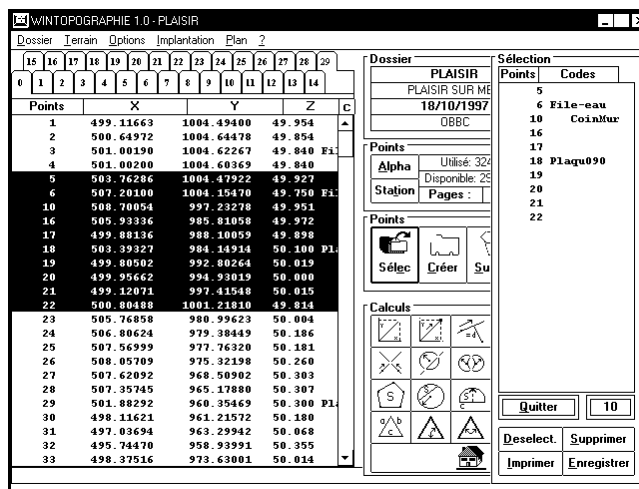 WINTOPOGRAPHIE 1.0 - PLAISIR
Dossier Terrain Options Implantation Plan ?
15 16 17 18 19 20 21 22 23 24 25 26 27 28 29
0 1 2 3 4 5 6 7 8 9 10 11 12 13 14
Points X Y Z C
1 499.11663 1004.49400 49.954
2 500.64972 1004.64478 49.854
3 501.00190 1004.62267 49.840 Fil
4 501.00200 1004.60369 49.840
5 503.76286 1004.47922 49.927
6 507.20100 1004.15470 49.750 Fil
10 508.70054 997.23278 49.951
16 505.93336 985.81058 49.972
17 499.88136 988.10059 49.898
18 503.39327 984.14914 50.100 Pla
19 499.80502 992.80264 50.019
20 499.95662 994.93019 50.000
21 499.12071 997.41548 50.015
22 500.80488 1001.21810 49.814
23 505.76858 980.99623 50.004
24 506.80624 979.38449 50.186
25 507.56999 977.76320 50.181
26 508.05709 975.32198 50.260
27 507.62092 968.50902 50.303
28 507.35745 965.17880 50.307
29 501.88292 960.35469 50.300 Pla
30 498.11621 961.21572 50.180
31 497.03694 963.29942 50.068
32 495.74470 958.93991 50.355
33 498.37516 973.63001 50.014
Dossier
PLAISIR
PLAISIR SUR ME
18/10/1997
OBBC
Points
Alpha
Utilisé: 324
Disponible: 29
Station
Pages :
Points
Sélec Créer Su
Calculs
Sélection
Points Codes
5
6 File-eau
10 CoinMur
16
17
18 Plaqu090
19
20
21
22
Quitter 10
Deselect. Supprimer
Imprimer Enregistrer